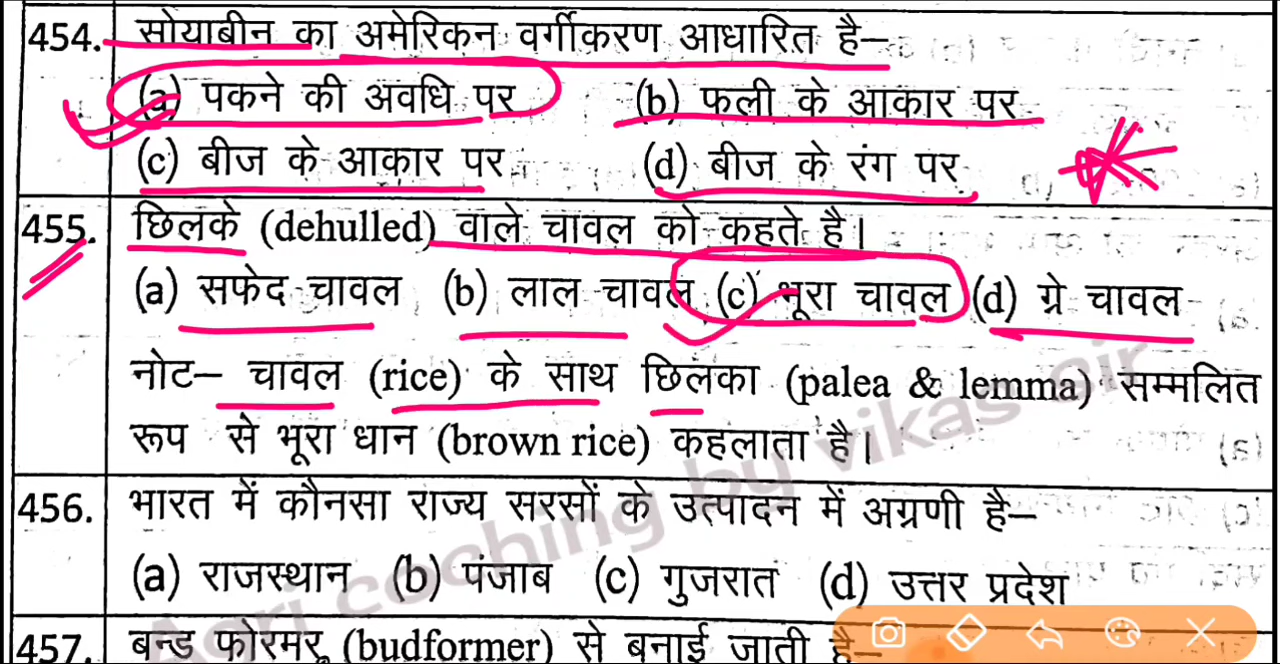 454. सोयाबीन का अमेरिकन वर्गीकरण आधारित है–
(a) पकने की अवधि पर (b) फली के आकार पर
(c) बीज के आकार पर (d) बीज के रंग पर
455. छिलके (dehulled) वाले चावल को कहते है।
(a) सफेद चावल (b) लाल चावल (c) भूरा चावल (d) ग्रे चावल
नोट– चावल (rice) के साथ छिलका (palea & lemma) सम्मलित
रूप से भूरा धान (brown rice) कहलाता है।
456. भारत में कौनसा राज्य सरसों के उत्पादन में अग्रणी है–
(a) राजस्थान (b) पंजाब (c) गुजरात (d) उत्तर प्रदेश
457. बन्ड फोरमर (budformer) से बनाई जाती है–
Agri coching by vikas sir